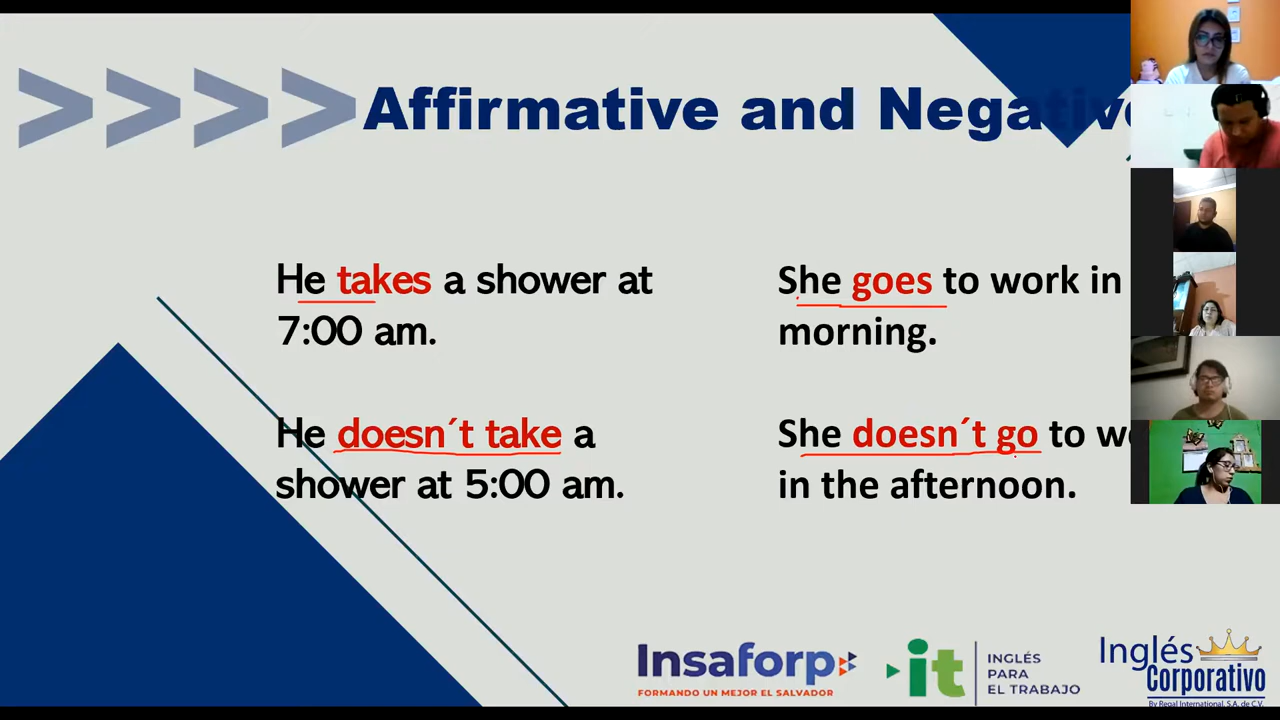 >>>> Affirmative and Negative
He takes a shower at
7:00 am.
He doesn´t take a
shower at 5:00 am.
She goes to work in
morning.
She doesn´t go to
in the afternoon.
Insaforp
FORMANDO UN MEJOR EL SALVADOR
it
INGLÉS
PARA
EL TRABAJO
Inglés
Corporativo
By Regal International, S.A. de C.V.